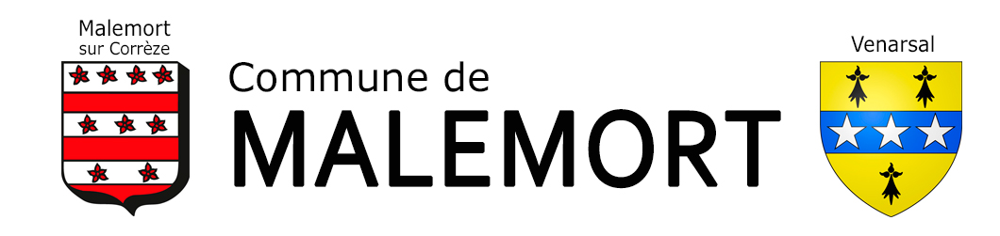 Malemort
sur Corrèze
Commune de
MALEMORT
Venarsal